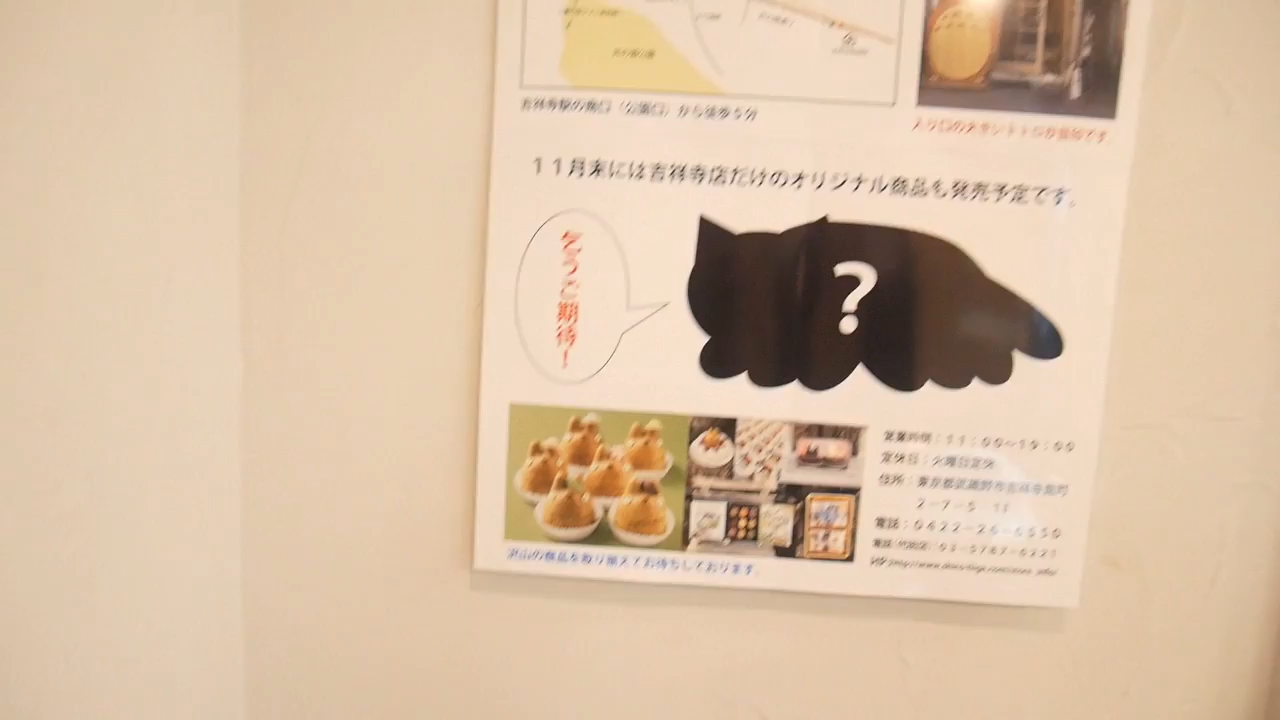 吉祥寺駅の南口（公園口）から徒歩5分
入り口の大きいトトロが目印です。
11月末には吉祥寺店だけのオリジナル商品も発売予定です。
乞うご期待！
?
営業時間：11：00～19：00
定休日：火曜日定休
住所：東京都武蔵野市吉祥寺南町
2-7-5 1F
電話：0422-26-6550
沢山の商品を取り揃えてお待ちしております。